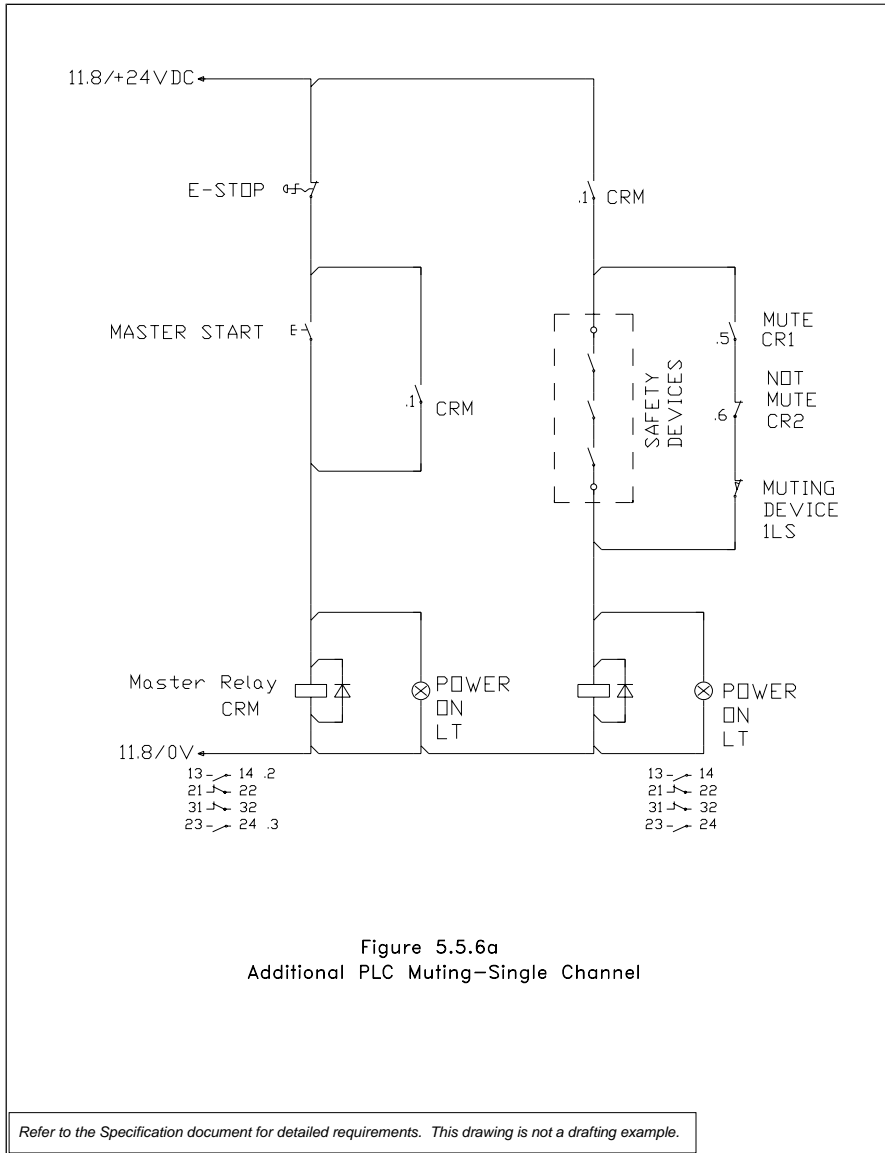 11.8/+24VDC
E-STOP
.1 CRM
MASTER START
.1 CRM
SAFETY
DEVICES
.5
MUTE
CR1
.6
NOT
MUTE
CR2
MUTING
DEVICE
1LS
Master Relay
CRM
POWER
ON
LT
POWER
ON
LT
11.8/0V
13 14 .2
21 22
31 32
23 24 .3
13 14
21 22
31 32
23 24
Figure 5.5.6a
Additional PLC Muting-Single Channel
Refer to the Specification document for detailed requirements. This drawing is not a drafting example.